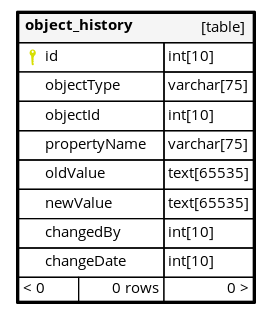 object_history [table]
id int[10]
objectType varchar[75]
objectId int[10]
propertyName varchar[75]
oldValue text[65535]
newValue text[65535]
changedBy int[10]
changeDate int[10]
< 0 0 rows 0 >